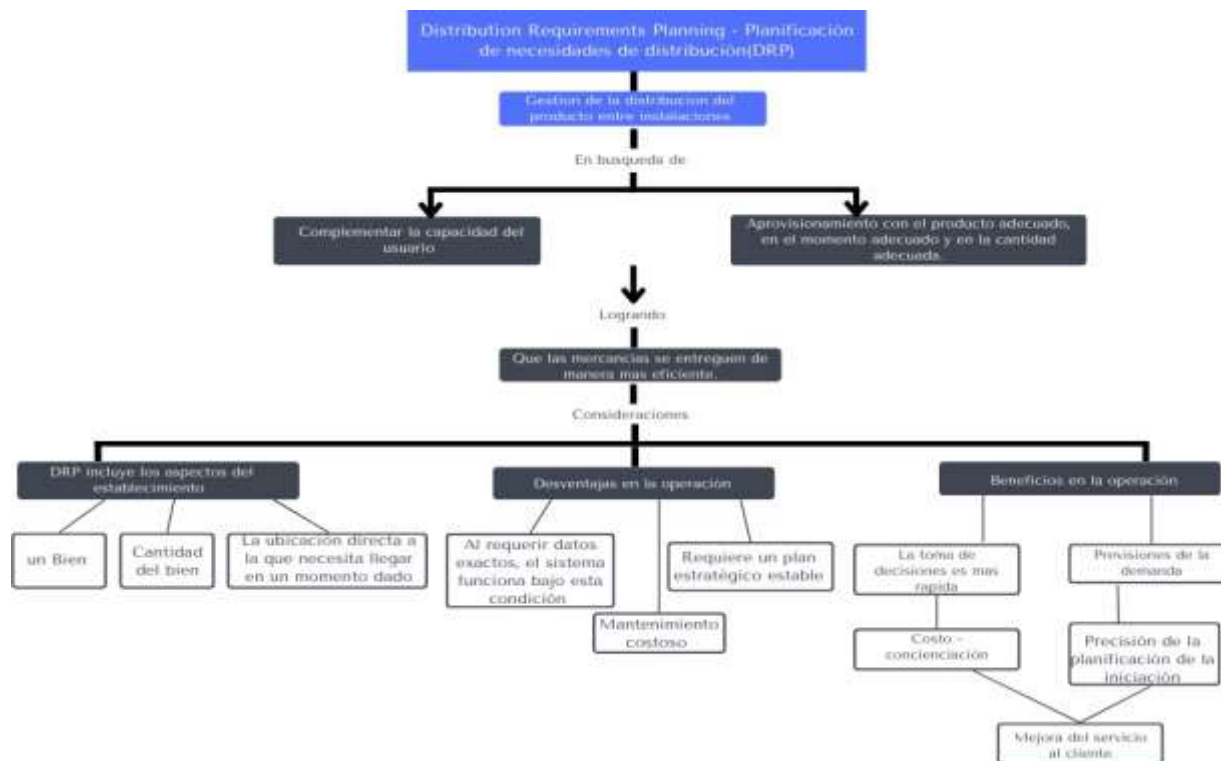 Distribution Requirements Planning - Planificación
de necesidades de distribución(DRP)
Gestion de la distribucion del
producto entre instalaciones
En busqueda de
Complementar la capacidad del
usuario
Aprovisionamiento con el producto adecuado,
en el momento adecuado y en la cantidad
adecuada.
Logrando
Que las mercancias se entreguen de
manera mas eficiente.
Consideraciones
DRP incluye los aspectos del
establecimiento
Desventajas en la operación
Beneficios en la operación
un Bien
Cantidad
del bien
La ubicación directa a
la que necesita llegar
en un momento dado
Al requerir datos
exactos, el sistema
funciona bajo esta
condición
Mantenimiento
costoso
Requiere un plan
estratégico estable
La toma de
decisiones es mas
rapida
Previsiones de la
demanda
Costo -
concienciación
Precisión de la
planificación de la
iniciación
Mejora del servicio
al cliente